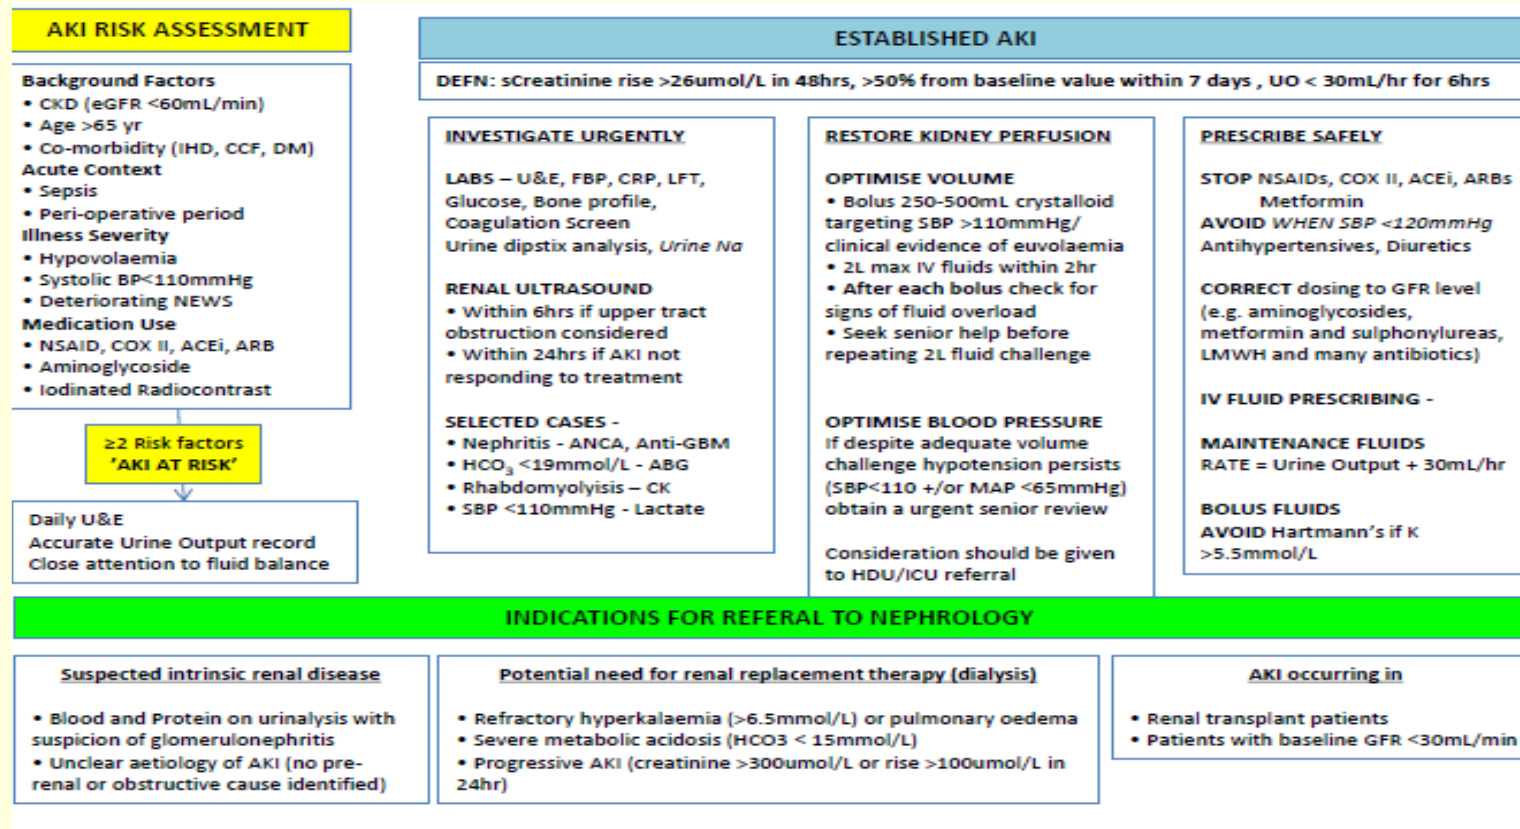 AKI RISK ASSESSMENT
Background Factors
• CKD (eGFR <60mL/min)
• Age >65 yr
• Co-morbidity (IHD, CCF, DM)
Acute Context
• Sepsis
• Peri-operative period
Illness Severity
• Hypovolaemia
• Systolic BP<110mmHg
• Deteriorating NEWS
Medication Use
• NSAID, COX II, ACEi, ARB
• Aminoglycoside
• Iodinated Radiocontrast
≥2 Risk factors
'AKI AT RISK'
Daily U&E
Accurate Urine Output record
Close attention to fluid balance
ESTABLISHED AKI
DEFN: sCreatinine rise >26umol/L in 48hrs, >50% from baseline value within 7 days , UO < 30mL/hr for 6hrs
INVESTIGATE URGENTLY
LABS – U&E, FBP, CRP, LFT,
Glucose, Bone profile,
Coagulation Screen
Urine dipstix analysis, Urine Na
RENAL ULTRASOUND
• Within 6hrs if upper tract
obstruction considered
• Within 24hrs if AKI not
responding to treatment
SELECTED CASES -
• Nephritis - ANCA, Anti-GBM
• HCO₃ <19mmol/L - ABG
• Rhabdomyolyisis – CK
• SBP <110mmHg - Lactate
RESTORE KIDNEY PERFUSION
OPTIMISE VOLUME
• Bolus 250-500mL crystalloid
targeting SBP >110mmHg/
clinical evidence of euvolaemia
• 2L max IV fluids within 2hr
• After each bolus check for
signs of fluid overload
• Seek senior help before
repeating 2L fluid challenge
OPTIMISE BLOOD PRESSURE
If despite adequate volume
challenge hypotension persists
(SBP<110 +/or MAP <65mmHg)
obtain a urgent senior review
Consideration should be given
to HDU/ICU referral
PRESCRIBE SAFELY
STOP NSAIDs, COX II, ACEi, ARBs
Metformin
AVOID WHEN SBP <120mmHg
Antihypertensives, Diuretics
CORRECT dosing to GFR level
(e.g. aminoglycosides,
metformin and sulphonylureas,
LMWH and many antibiotics)
IV FLUID PRESCRIBING -
MAINTENANCE FLUIDS
RATE = Urine Output + 30mL/hr
BOLUS FLUIDS
AVOID Hartmann's if K
>5.5mmol/L
INDICATIONS FOR REFERAL TO NEPHROLOGY
Suspected intrinsic renal disease
• Blood and Protein on urinalysis with
suspicion of glomerulonephritis
• Unclear aetiology of AKI (no pre-
renal or obstructive cause identified)
Potential need for renal replacement therapy (dialysis)
• Refractory hyperkalaemia (>6.5mmol/L) or pulmonary oedema
• Severe metabolic acidosis (HCO3 < 15mmol/L)
• Progressive AKI (creatinine >300umol/L or rise >100umol/L in
24hr)
AKI occurring in
• Renal transplant patients
• Patients with baseline GFR <30mL/min